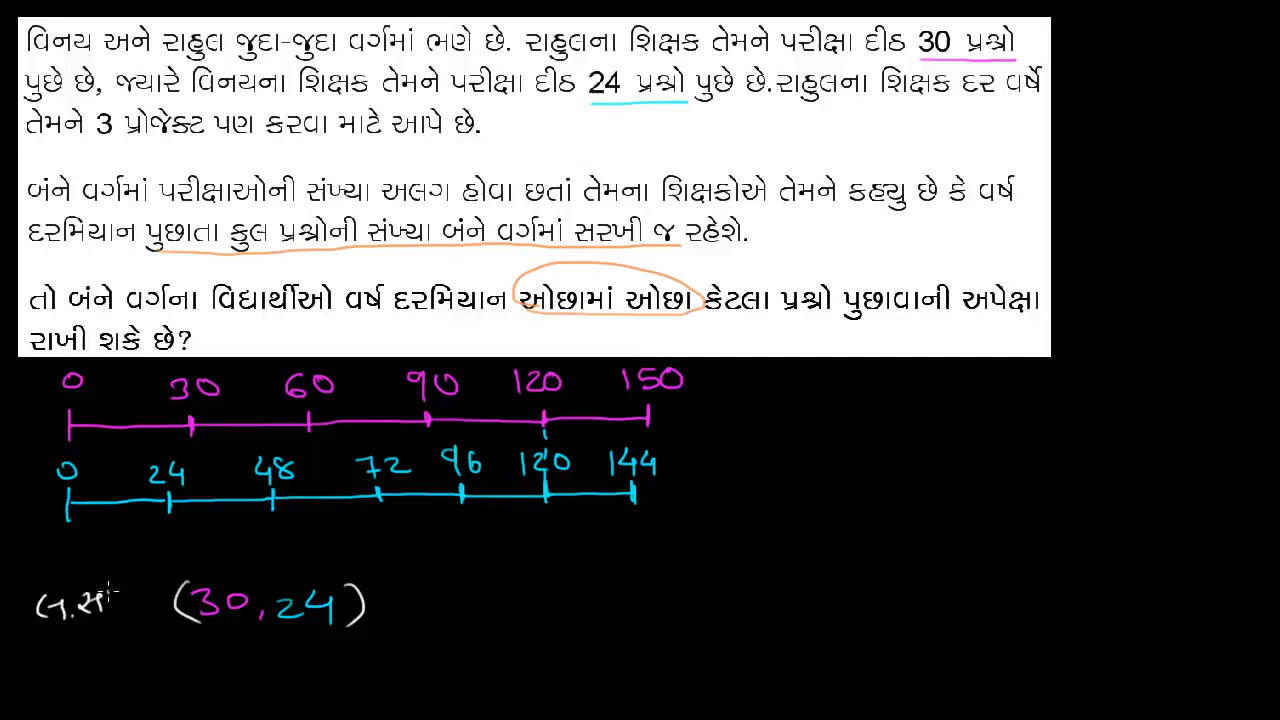 વિનય અને રાહુલ જુદા-જુદા વર્ગમાં ભણે છે. રાહુલના શિક્ષક તેમને પરીક્ષા દીઠ 30 પ્રશ્નો
પુછે છે, જ્યારે વિનયના શિક્ષક તેમને પરીક્ષા દીઠ 24 પ્રશ્નો પુછે છે.રાહુલના શિક્ષક દર વર્ષે
તેમને 3 પ્રોજેક્ટ પણ કરવા માટે આપે છે.
બંને વર્ગમાં પરીક્ષાઓની સંખ્યા અલગ હોવા છતાં તેમના શિક્ષકોએ તેમને કહ્યુ છે કે વર્ષ
દરમિયાન પુછાતા કુલ પ્રશ્નોની સંખ્યા બંને વર્ગમાં સરખી જ રહેશે.
તો બંને વર્ગના વિદ્યાર્થીઓ વર્ષ દરમિયાન ઓછામાં ઓછા કેટલા પ્રશ્નો પુછાવાની અપેક્ષા
રાખી શકે છે?
0 30 60 90 120 150
0 24 48 72 96 120 144
(30, 24)